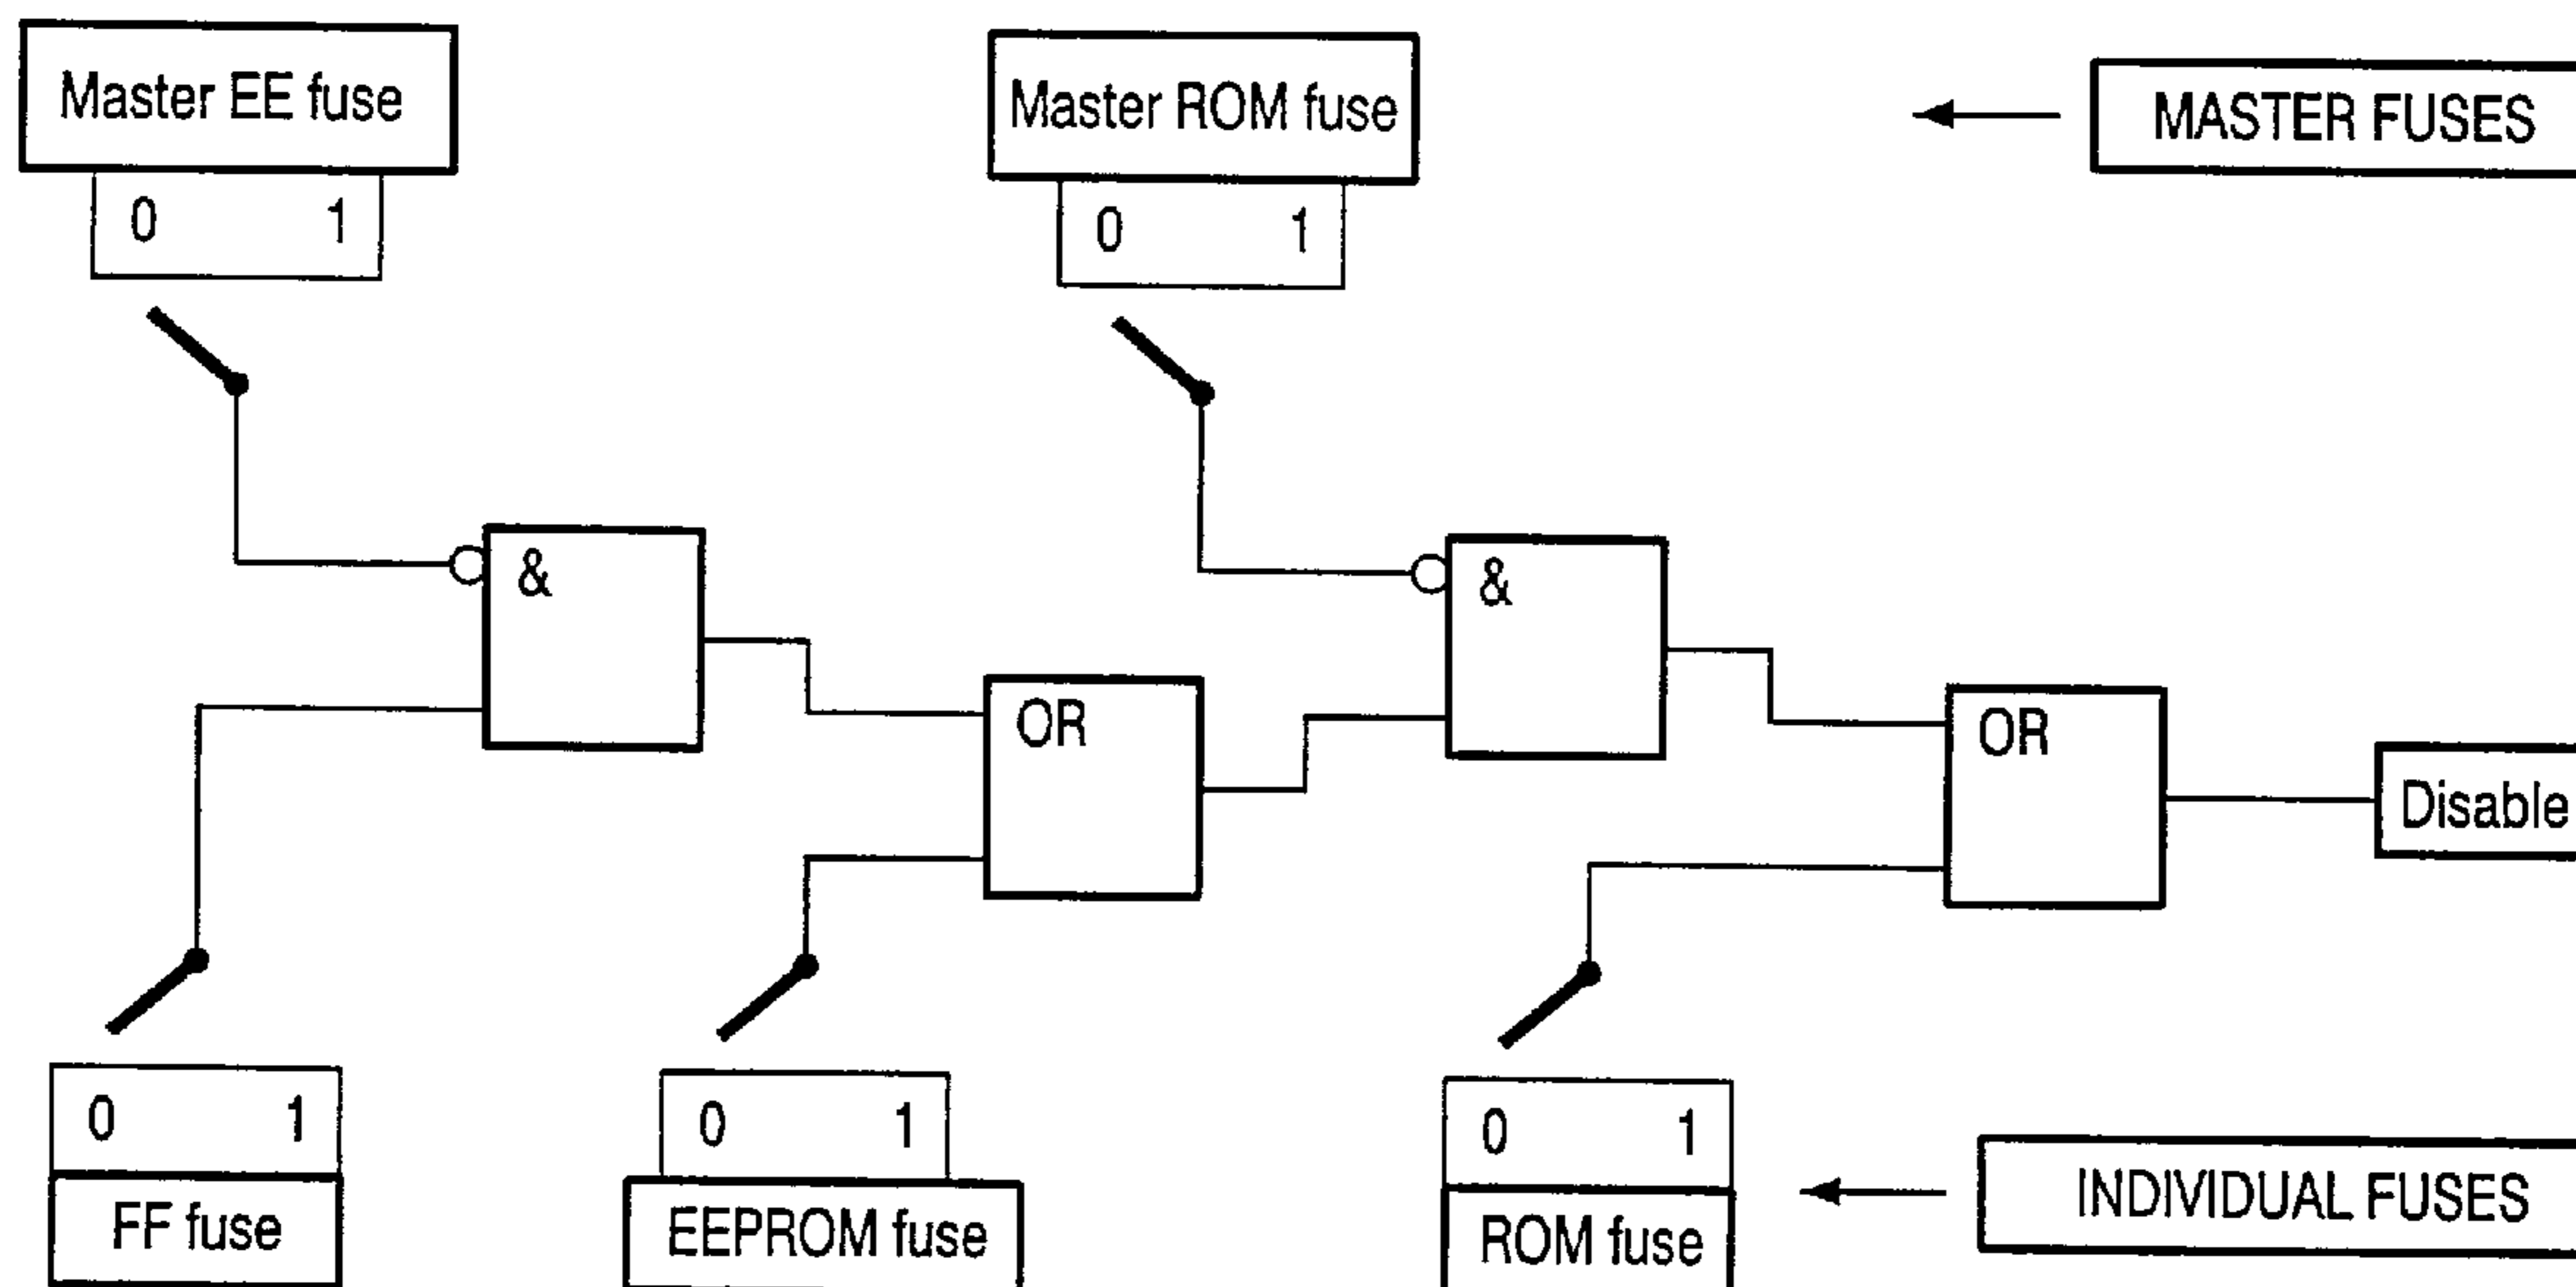 Master EE fuse
Master ROM fuse
MASTER FUSES
0 1
0 1
&
&
OR
OR
Disable
0 1
0 1
0 1
FF fuse
EEPROM fuse
ROM fuse
INDIVIDUAL FUSES